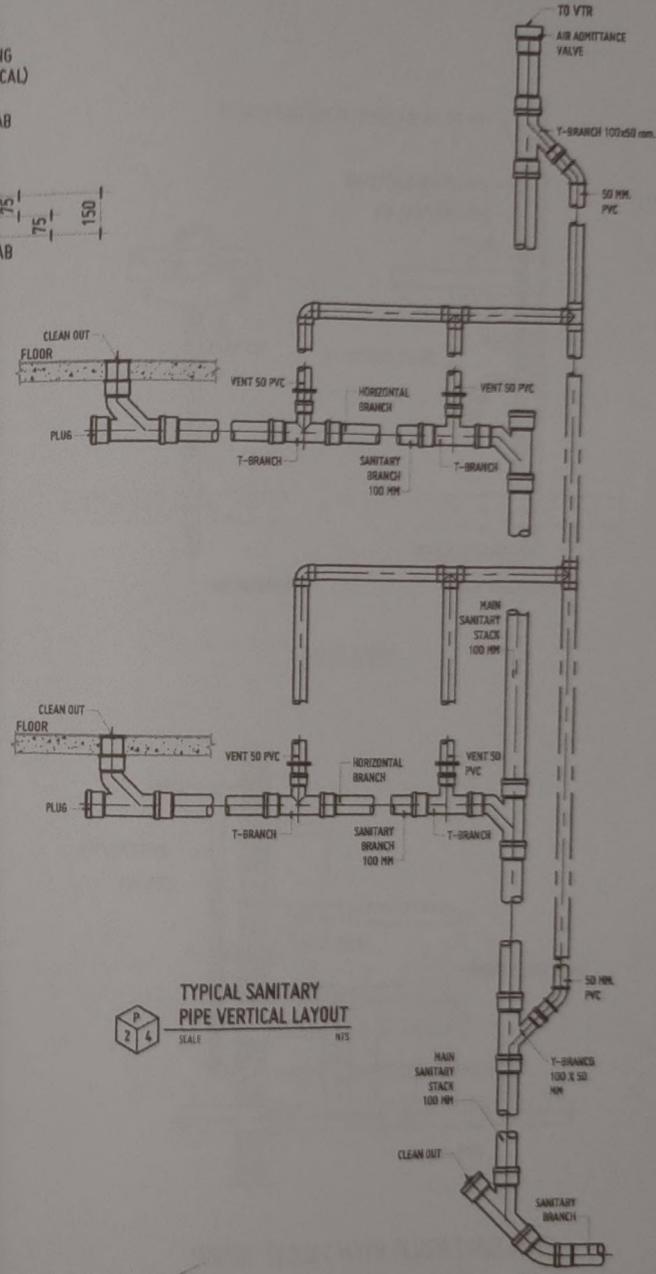 TO VTR
AIR ADMITTANCE
VALVE
Y-BRANCH 100x50 mm.
50 MM.
PVC
NG
CAL)
AB
75
75
150
AB
CLEAN OUT
FLOOR
VENT 50 PVC
HORIZONTAL
BRANCH
VENT 50 PVC
PLUG
T-BRANCH
SANITARY
BRANCH
100 MM
T-BRANCH
MAIN
SANITARY
STACK
100 MM
CLEAN OUT
FLOOR
VENT 50 PVC
HORIZONTAL
BRANCH
VENT 50
PVC
PLUG
T-BRANCH
SANITARY
BRANCH
100 MM
T-BRANCH
TYPICAL SANITARY
PIPE VERTICAL LAYOUT
SCALE NTS
P
2 4
50 MM.
PVC
MAIN
SANITARY
STACK
100 MM
100 X 50
MM
CLEAN OUT
SANITARY
BRANCH